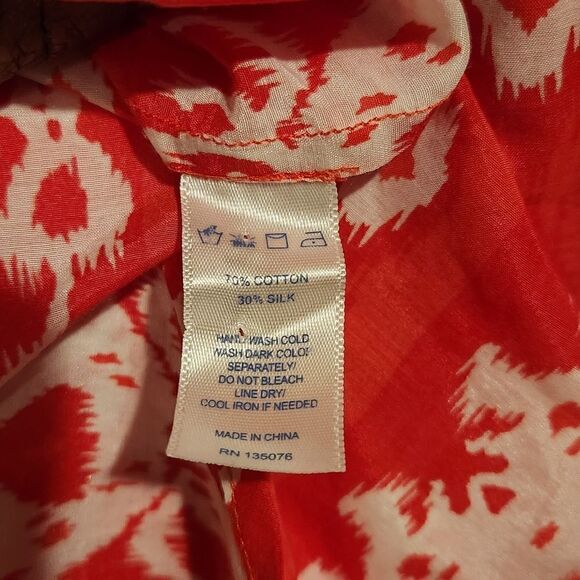 70% COTTON
30% SILK
HAND WASH COLD
WASH DARK COLOR
SEPARATELY/
DO NOT BLEACH
LINE DRY/
COOL IRON IF NEEDED
MADE IN CHINA
RN 135076